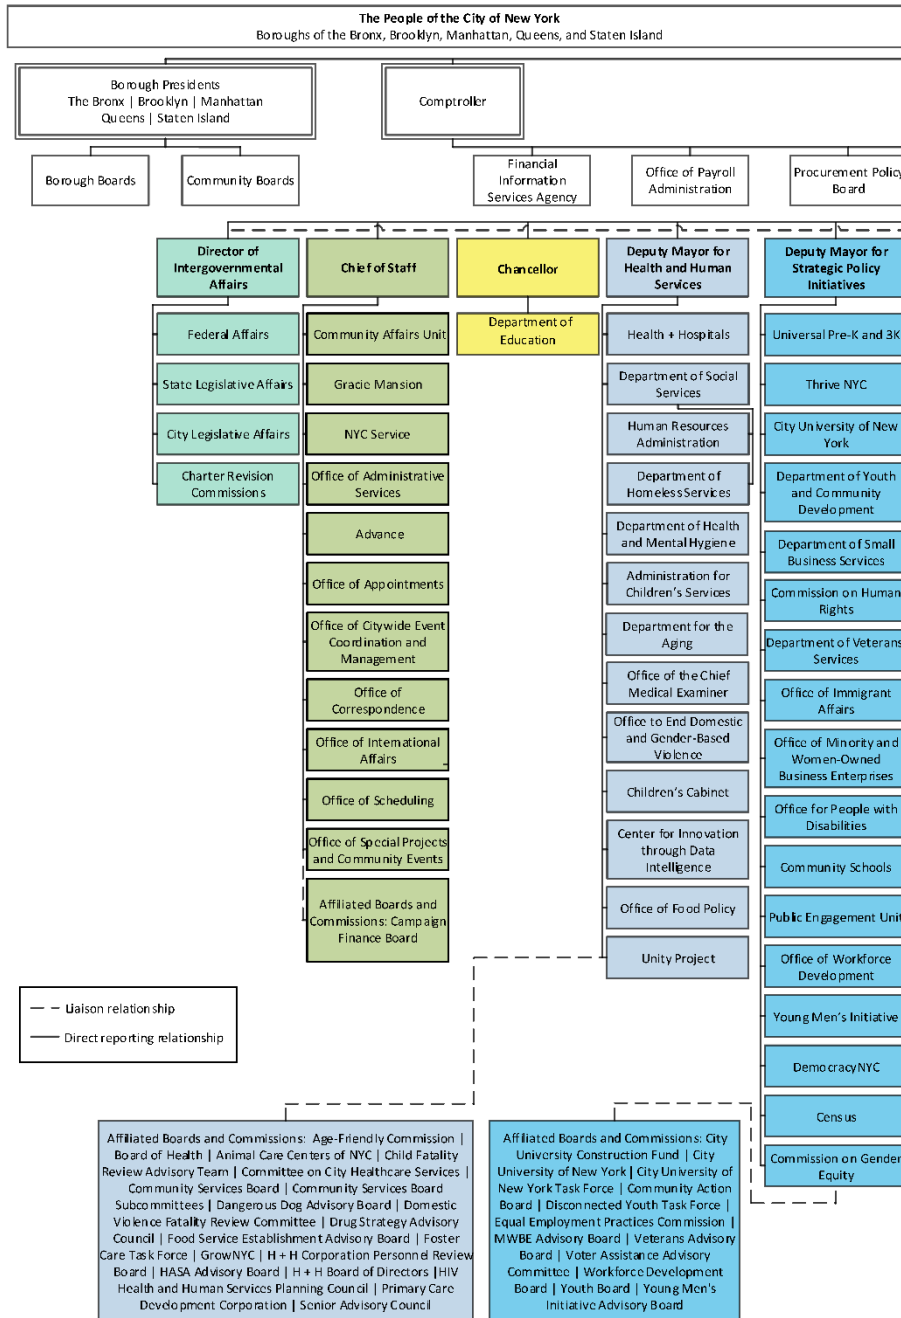 The People of the City of New York
Boroughs of the Bronx, Brooklyn, Manhattan, Queens, and Staten Island
Borough Presidents
The Bronx | Brooklyn | Manhattan
Queens | Staten Island
Comptroller
Borough Boards
Community Boards
Financial
Information
Services Agency
Office of Payroll
Administration
Procurement Policy
Board
Director of
Intergovernmental
Affairs
Federal Affairs
State Legislative Affairs
City Legislative Affairs
Charter Revision
Commissions
Chief of Staff
Community Affairs Unit
Gracie Mansion
NYC Service
Office of Administrative
Services
Advance
Office of Appointments
Office of Citywide Event
Coordination and
Management
Office of
Correspondence
Office of International
Affairs
Office of Scheduling
Office of Special Projects
and Community Events
Affiliated Boards and
Commissions: Campaign
Finance Board
Chancellor
Department of
Education
Deputy Mayor for
Health and Human
Services
Health + Hospitals
Department of Social
Services
Human Resources
Administration
Department of
Homeless Services
Department of Health
and Mental Hygiene
Administration for
Children's Services
Department for the
Aging
Office of the Chief
Medical Examiner
Office to End Domestic
and Gender-Based
Violence
Children's Cabinet
Center for Innovation
through Data
Intelligence
Office of Food Policy
Unity Project
Deputy Mayor for
Strategic Policy
Initiatives
Universal Pre-K and 3K
Thrive NYC
City University of New
York
Department of Youth
and Community
Development
Department of Small
Business Services
Commission on Human
Rights
Department of Veterans
Services
Office of Immigrant
Affairs
Office of Minority and
Women-Owned
Business Enterprises
Office for People with
Disabilities
Community Schools
Public Engagement Unit
Office of Workforce
Development
Young Men's Initiative
DemocracyNYC
Census
Commission on Gender
Equity
Liaison relationship
Direct reporting relationship
Affiliated Boards and Commissions: Age-Friendly Commission |
Board of Health | Animal Care Centers of NYC | Child Fatality
Review Advisory Team | Committee on City Healthcare Services |
Community Services Board | Community Services Board
Subcommittees | Dangerous Dog Advisory Board | Domestic
Violence Fatality Review Committee | Drug Strategy Advisory
Council | Food Service Establishment Advisory Board | Foster
Care Task Force | GrowNYC | H + H Corporation Personnel Review
Board | HASA Advisory Board | H + H Board of Directors |HIV
Health and Human Services Planning Council | Primary Care
Development Corporation | Senior Advisory Council
Affiliated Boards and Commissions: City
University Construction Fund | City
University of New York | City University of
New York Task Force | Community Action
Board | Disconnected Youth Task Force |
Equal Employment Practices Commission |
MWBE Advisory Board | Veterans Advisory
Board | Voter Assistance Advisory
Committee | Workforce Development
Board | Youth Board | Young Men's
Initiative Advisory Board